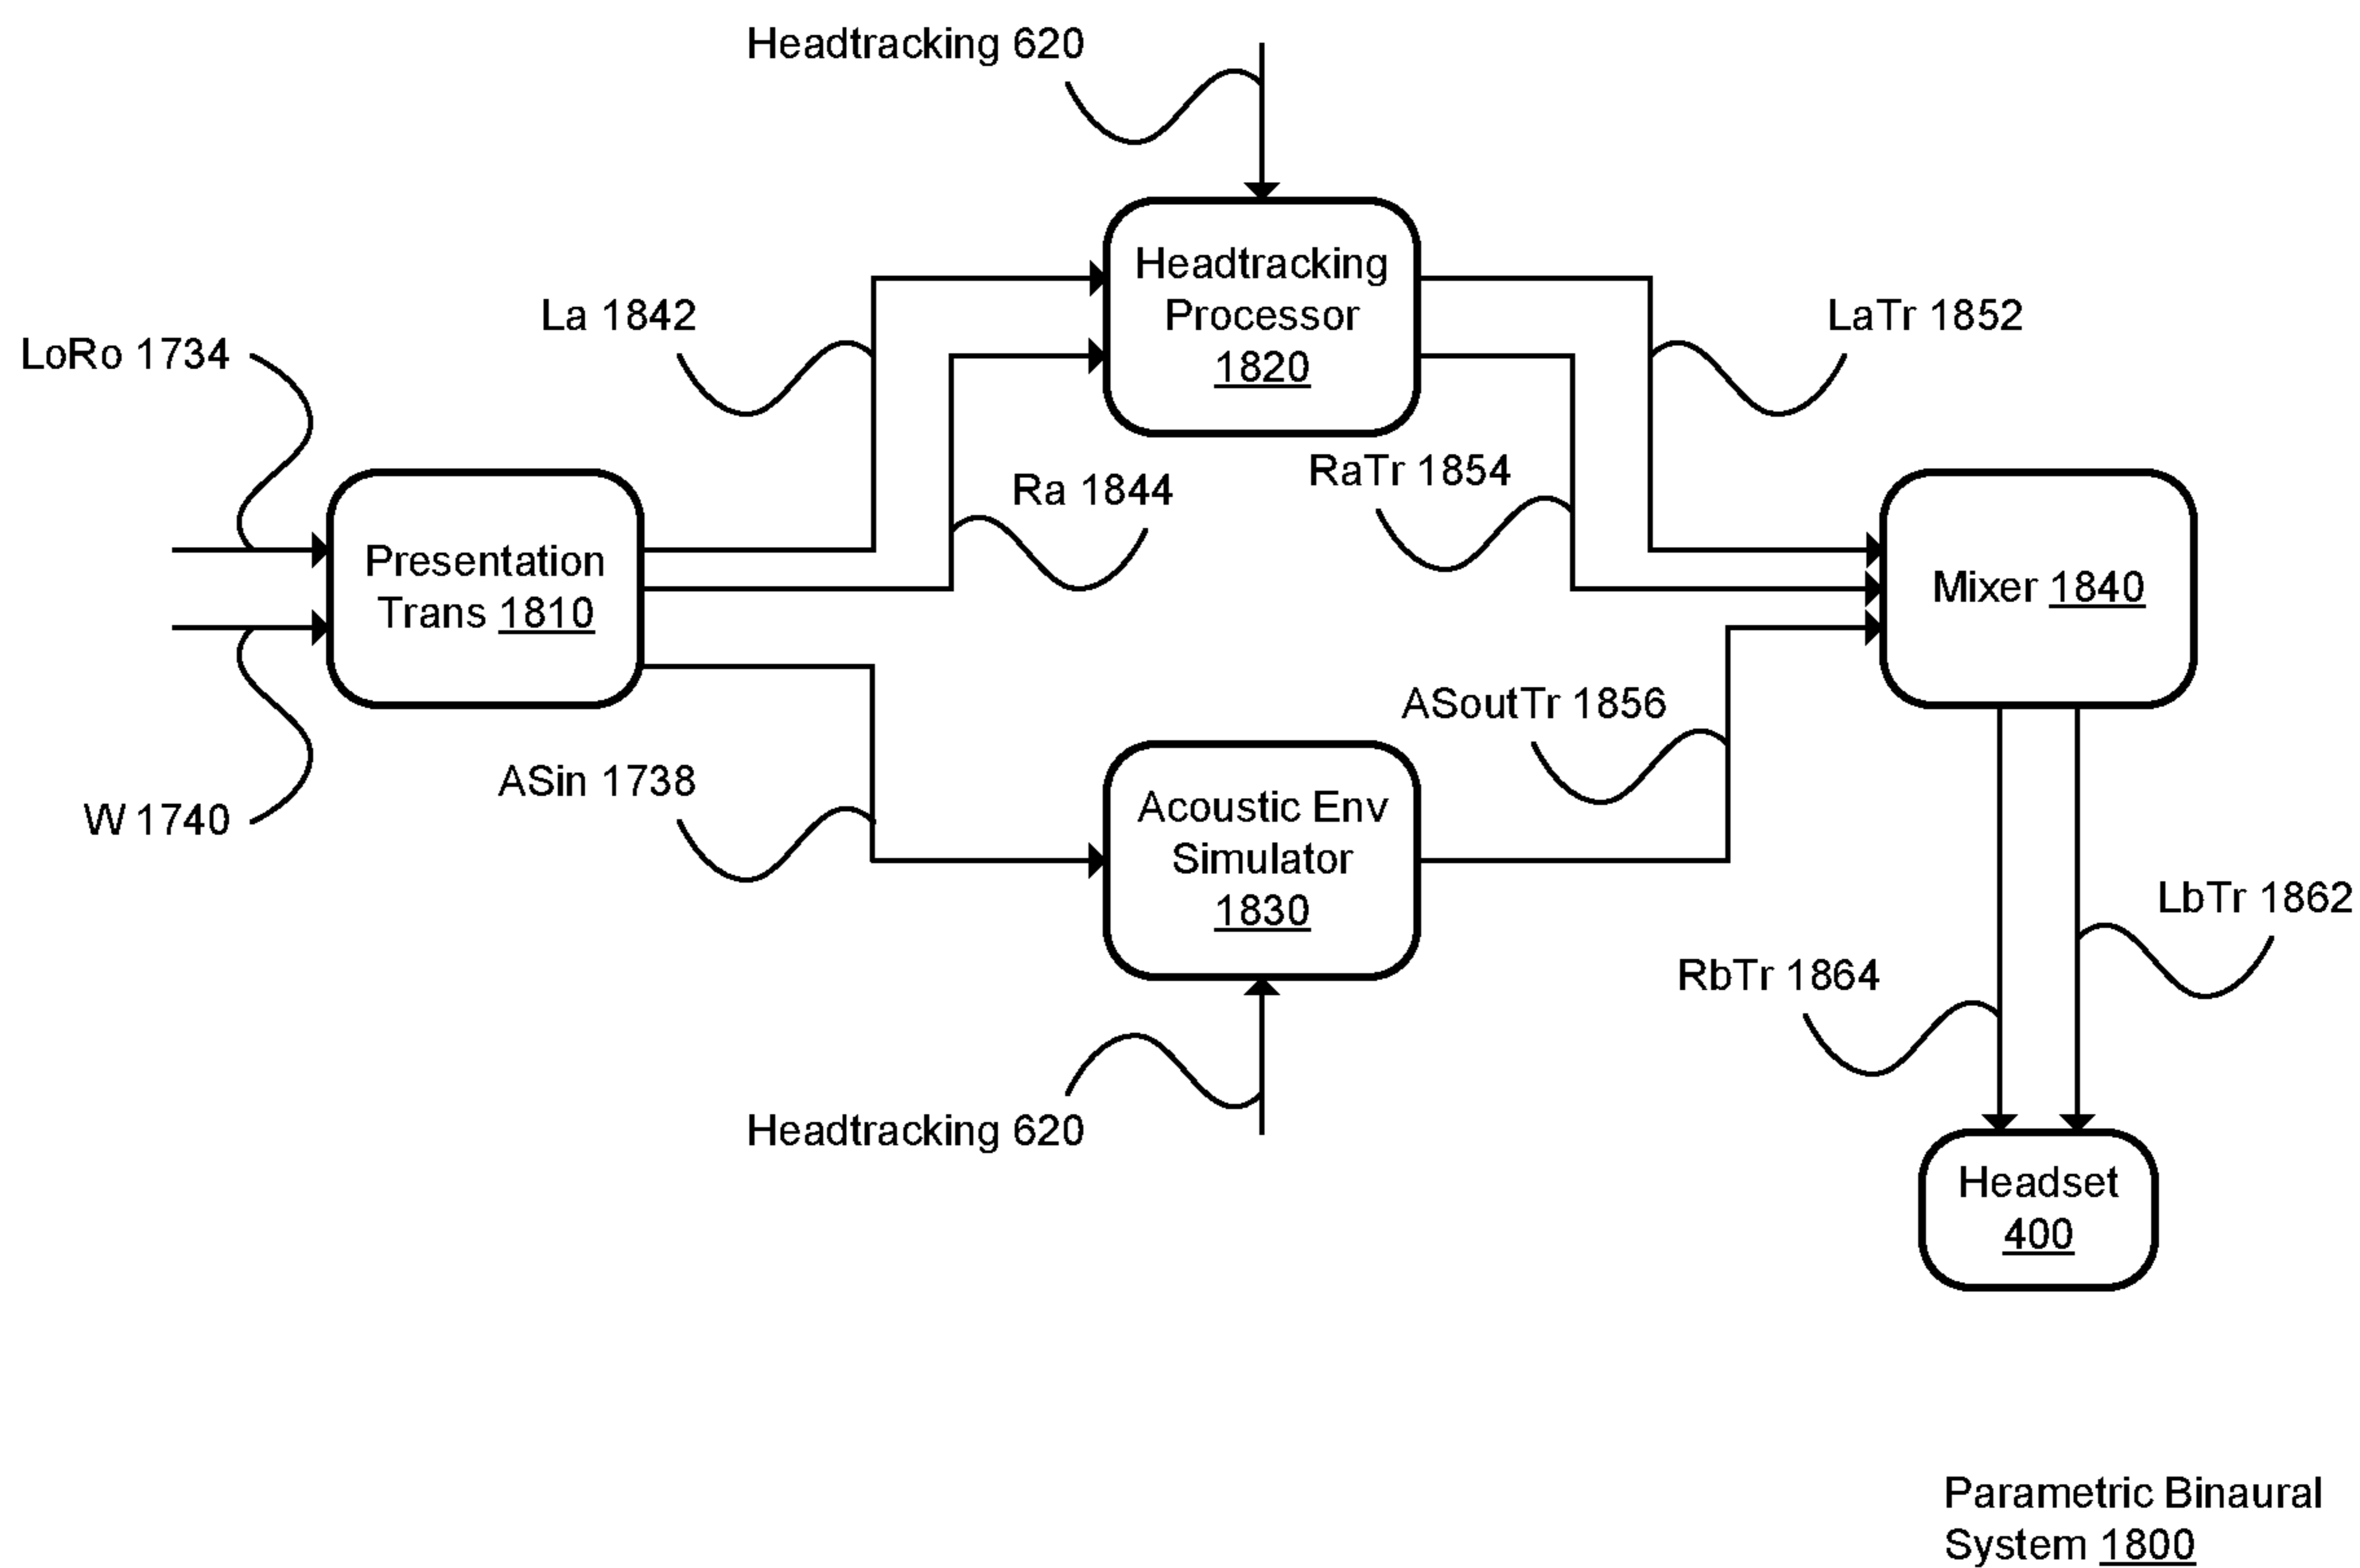 Headtracking 620
Headtracking
Processor
1820
La 1842
LaTr 1852
LoRo 1734
RaTr 1854
Ra 1844
Presentation
Trans 1810
Mixer 1840
ASoutTr 1856
ASin 1738
W 1740
Acoustic Env
Simulator
1830
LbTr 1862
RbTr 1864
Headtracking 620
Headset
400
Parametric Binaural
System 1800